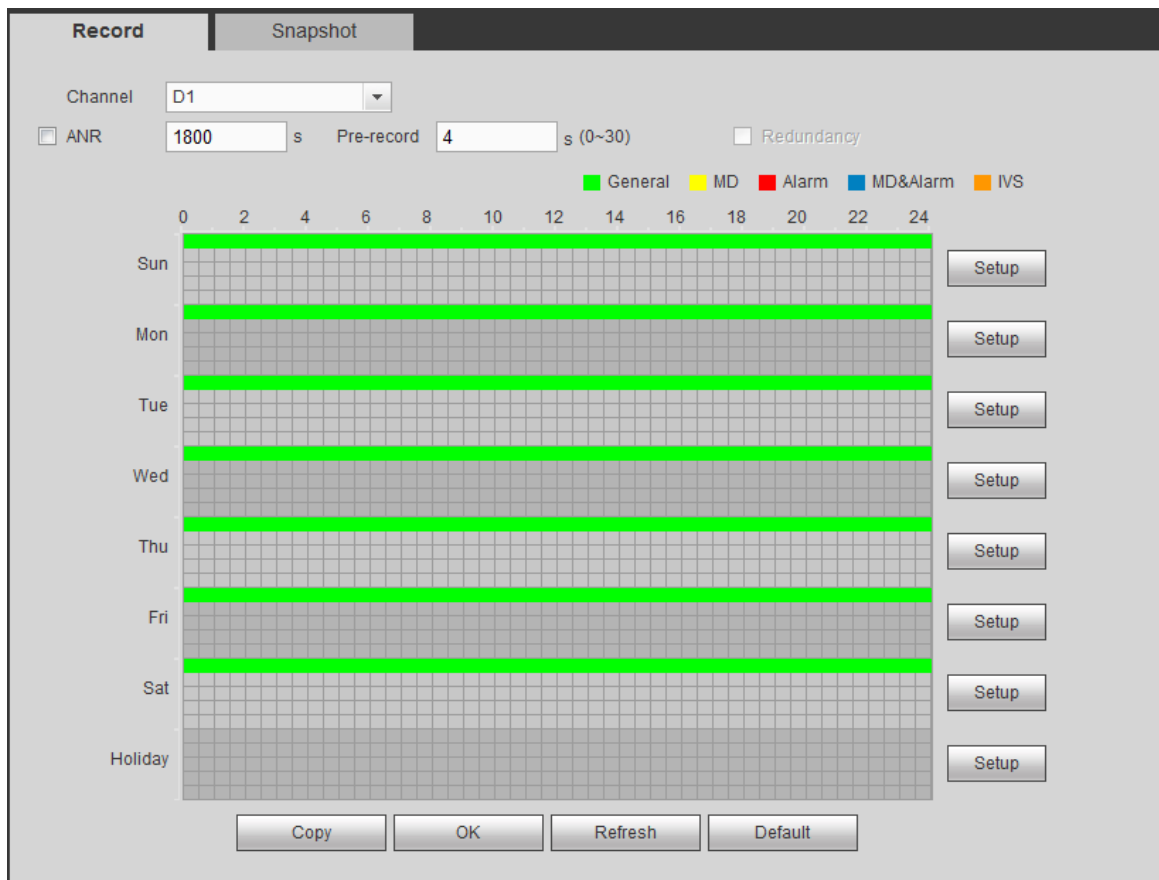 Record Snapshot
Channel D1
ANR 1800 s Pre-record 4 s (0~30) Redundancy
General MD Alarm MD&Alarm IVS
0 2 4 6 8 10 12 14 16 18 20 22 24
Sun Setup
Mon Setup
Tue Setup
Wed Setup
Thu Setup
Fri Setup
Sat Setup
Holiday Setup
Copy OK Refresh Default